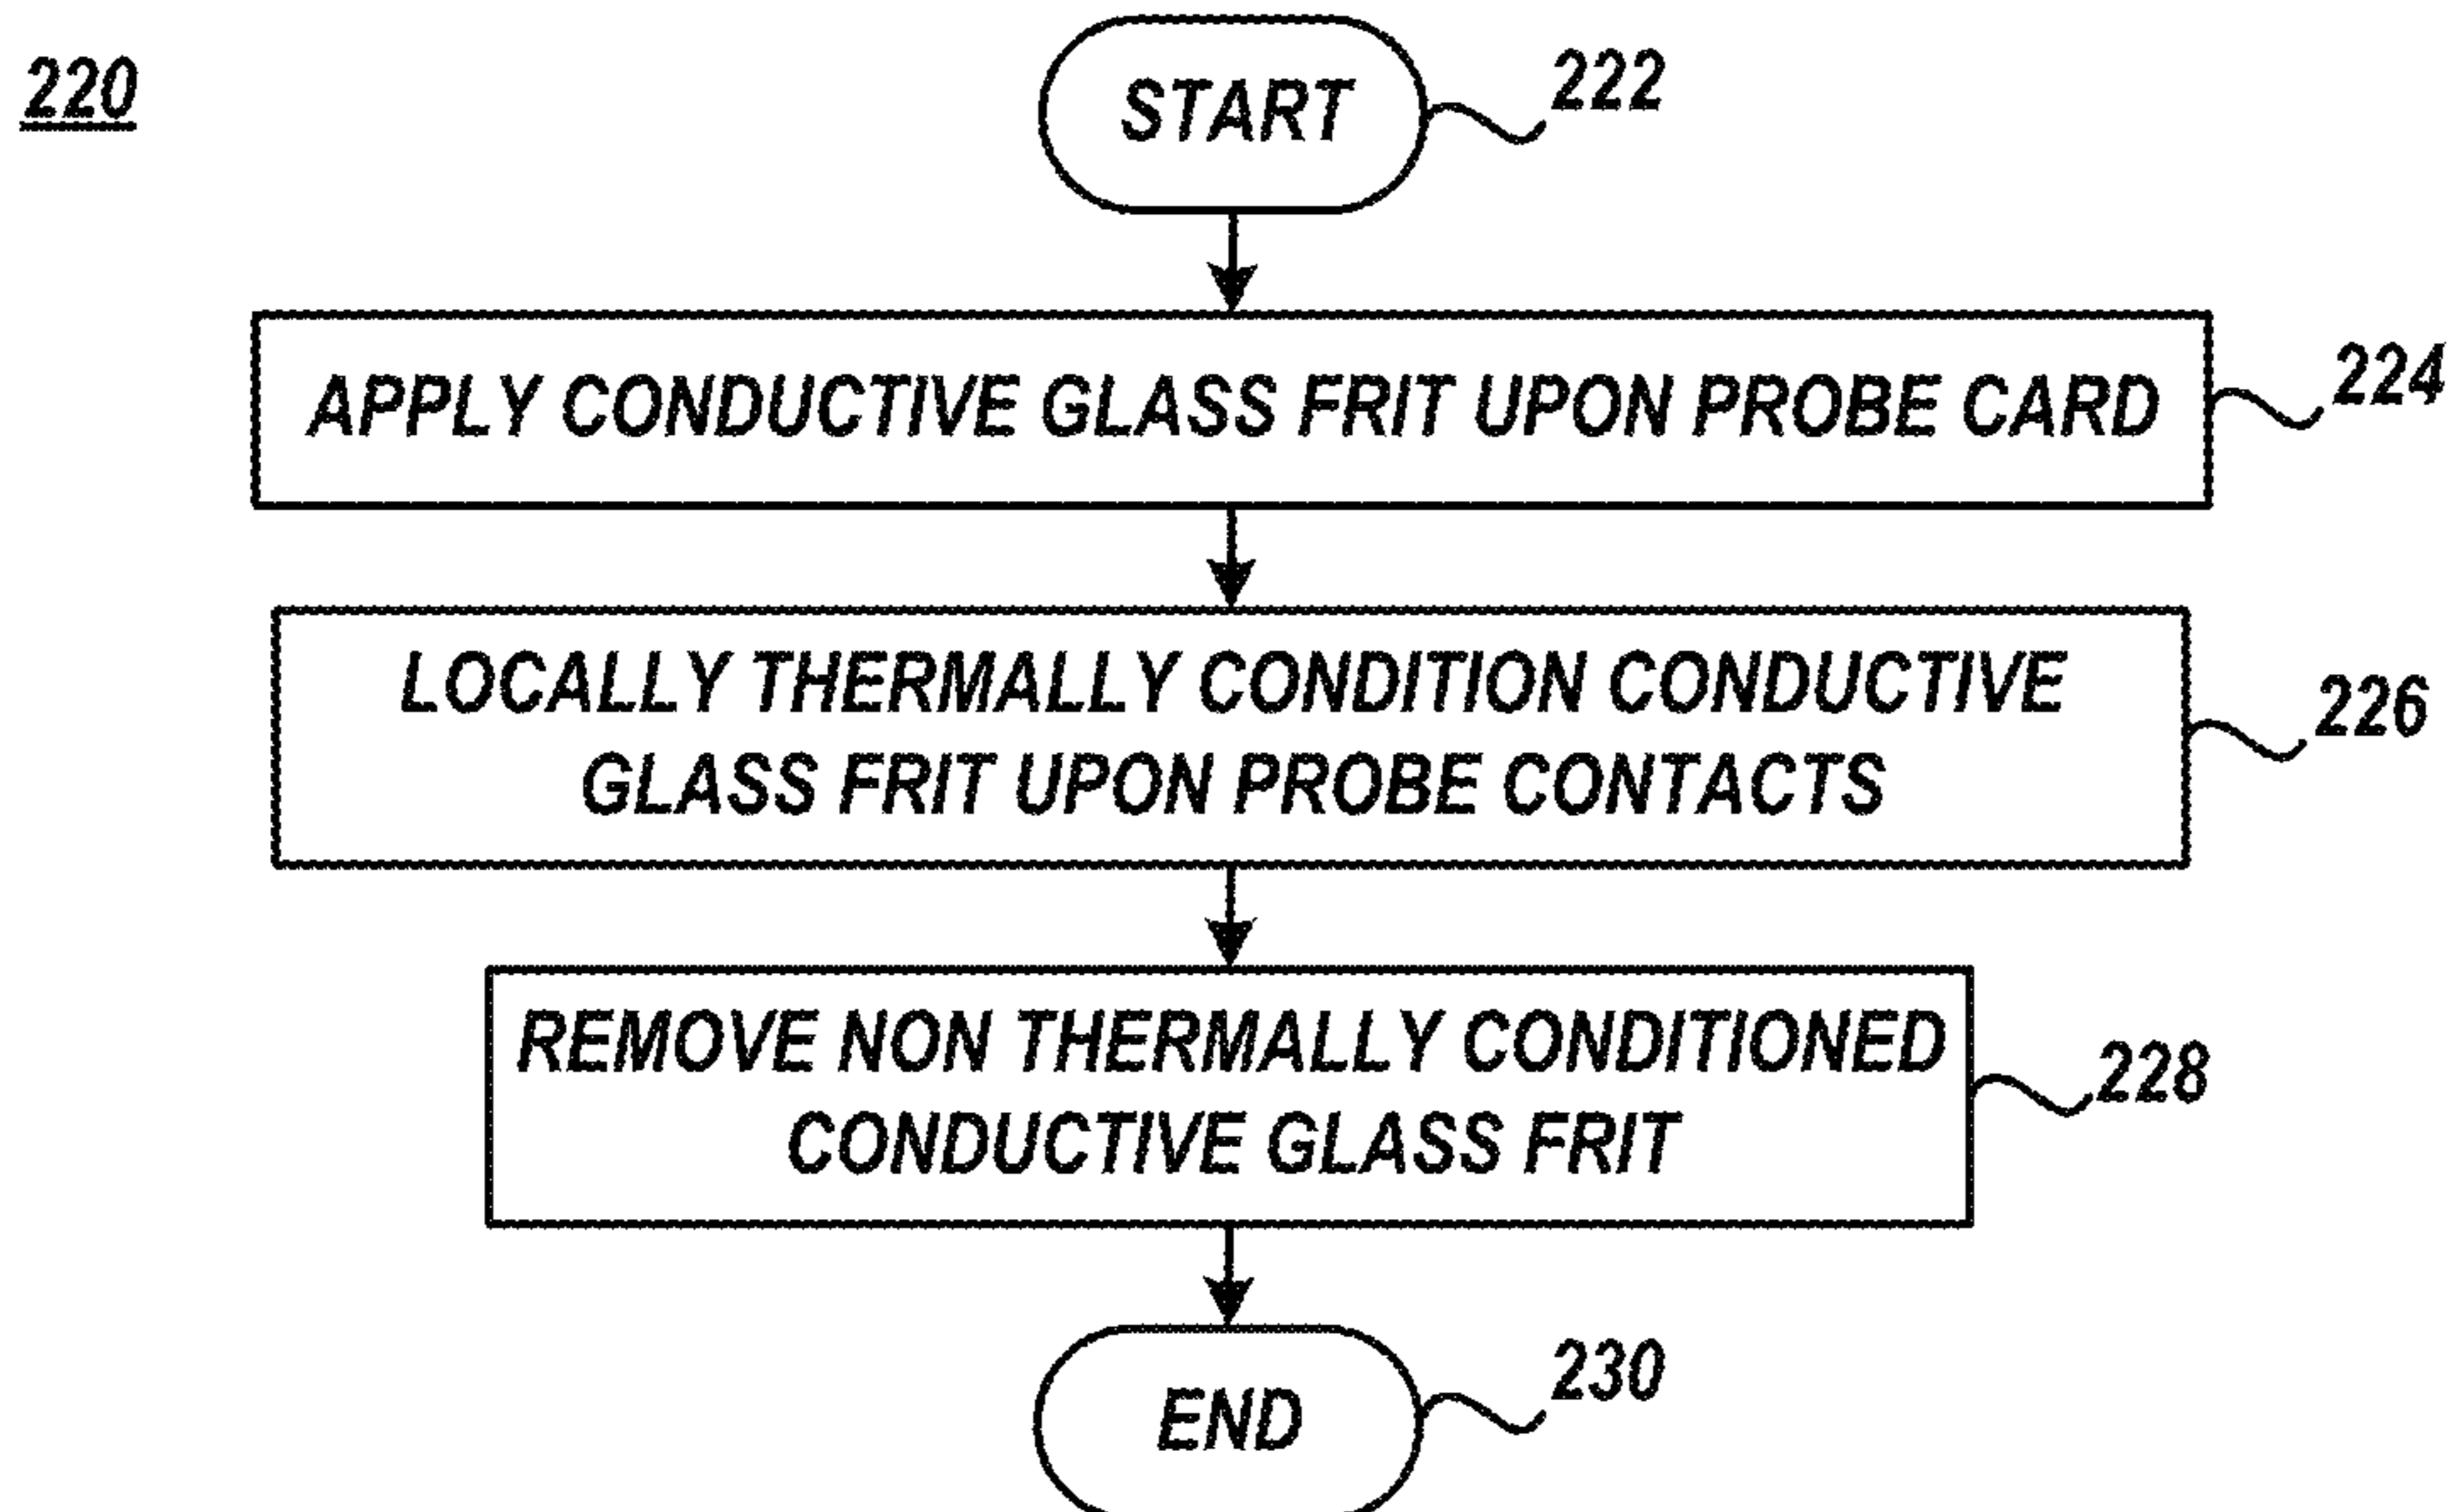 220
START
222
APPLY CONDUCTIVE GLASS FRIT UPON PROBE CARD
224
LOCALLY THERMALLY CONDITION CONDUCTIVE
GLASS FRIT UPON PROBE CONTACTS
226
REMOVE NON THERMALLY CONDITIONED
CONDUCTIVE GLASS FRIT
228
END
230